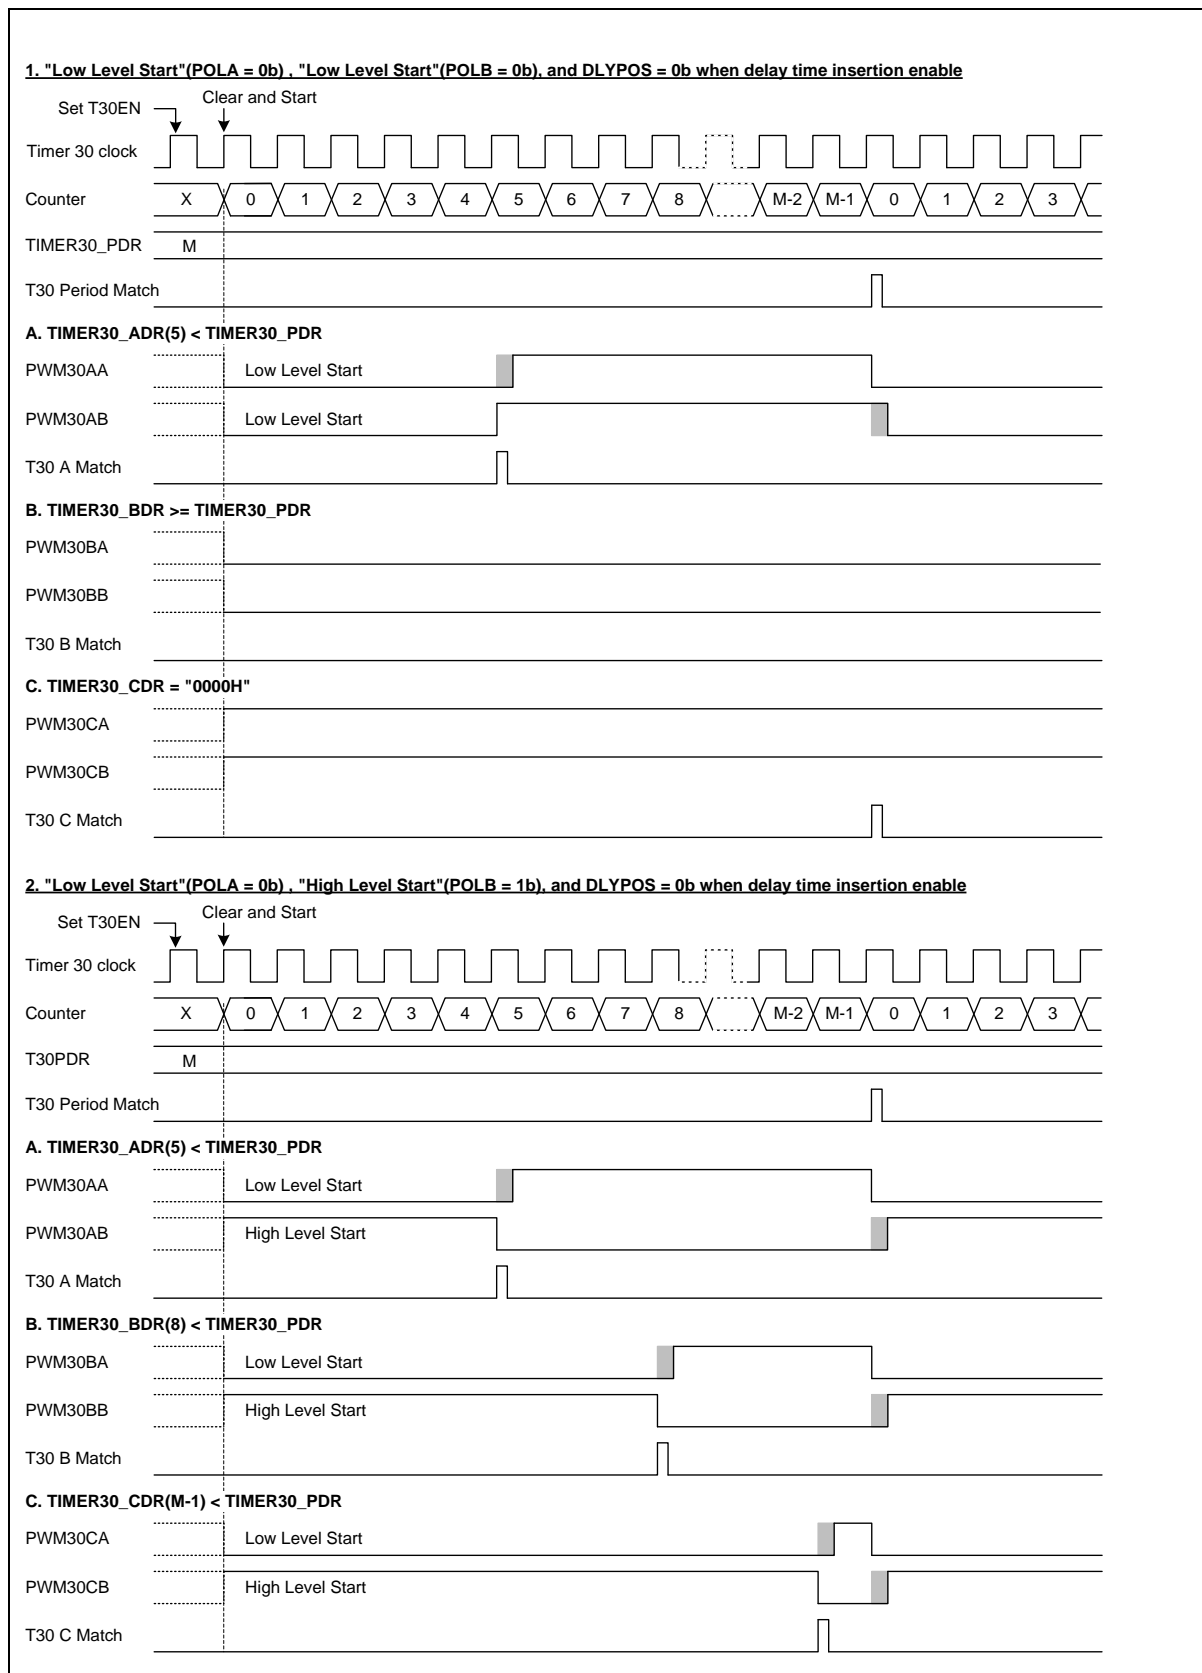 1. "Low Level Start"(POLA = 0b) , "Low Level Start"(POLB = 0b), and DLYPOS = 0b when delay time insertion enable
Set T30EN
Clear and Start
Timer 30 clock
Counter X 0 1 2 3 4 5 6 7 8 M-2 M-1 0 1 2 3
TIMER30_PDR M
T30 Period Match
A. TIMER30_ADR(5) < TIMER30_PDR
PWM30AA Low Level Start
PWM30AB Low Level Start
T30 A Match
B. TIMER30_BDR >= TIMER30_PDR
PWM30BA
PWM30BB
T30 B Match
C. TIMER30_CDR = "0000H"
PWM30CA
PWM30CB
T30 C Match
2. "Low Level Start"(POLA = 0b) , "High Level Start"(POLB = 1b), and DLYPOS = 0b when delay time insertion enable
Set T30EN
Clear and Start
Timer 30 clock
Counter X 0 1 2 3 4 5 6 7 8 M-2 M-1 0 1 2 3
T30PDR M
T30 Period Match
A. TIMER30_ADR(5) < TIMER30_PDR
PWM30AA Low Level Start
PWM30AB High Level Start
T30 A Match
B. TIMER30_BDR(8) < TIMER30_PDR
PWM30BA Low Level Start
PWM30BB High Level Start
T30 B Match
C. TIMER30_CDR(M-1) < TIMER30_PDR
PWM30CA Low Level Start
PWM30CB High Level Start
T30 C Match